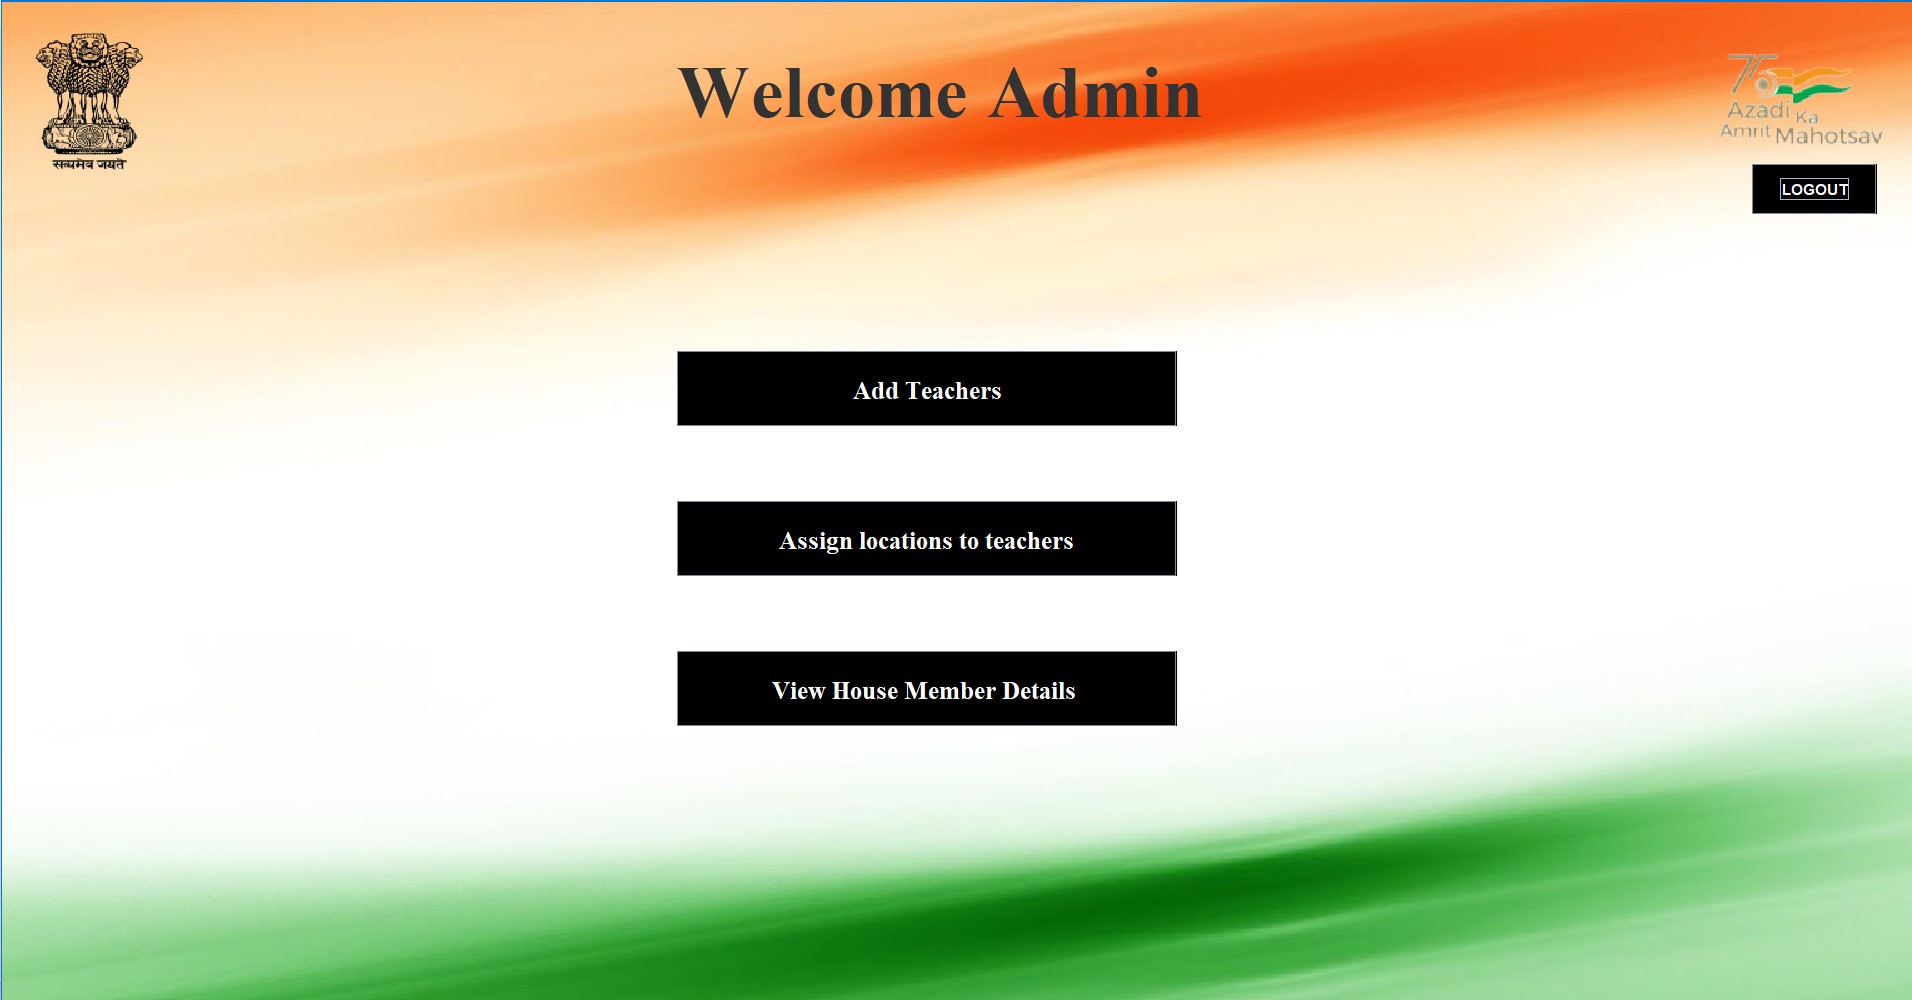 Welcome Admin
75
Azadi Ka
Amrit Mahotsav
सत्यमेव जयते
LOGOUT
Add Teachers
Assign locations to teachers
View House Member Details